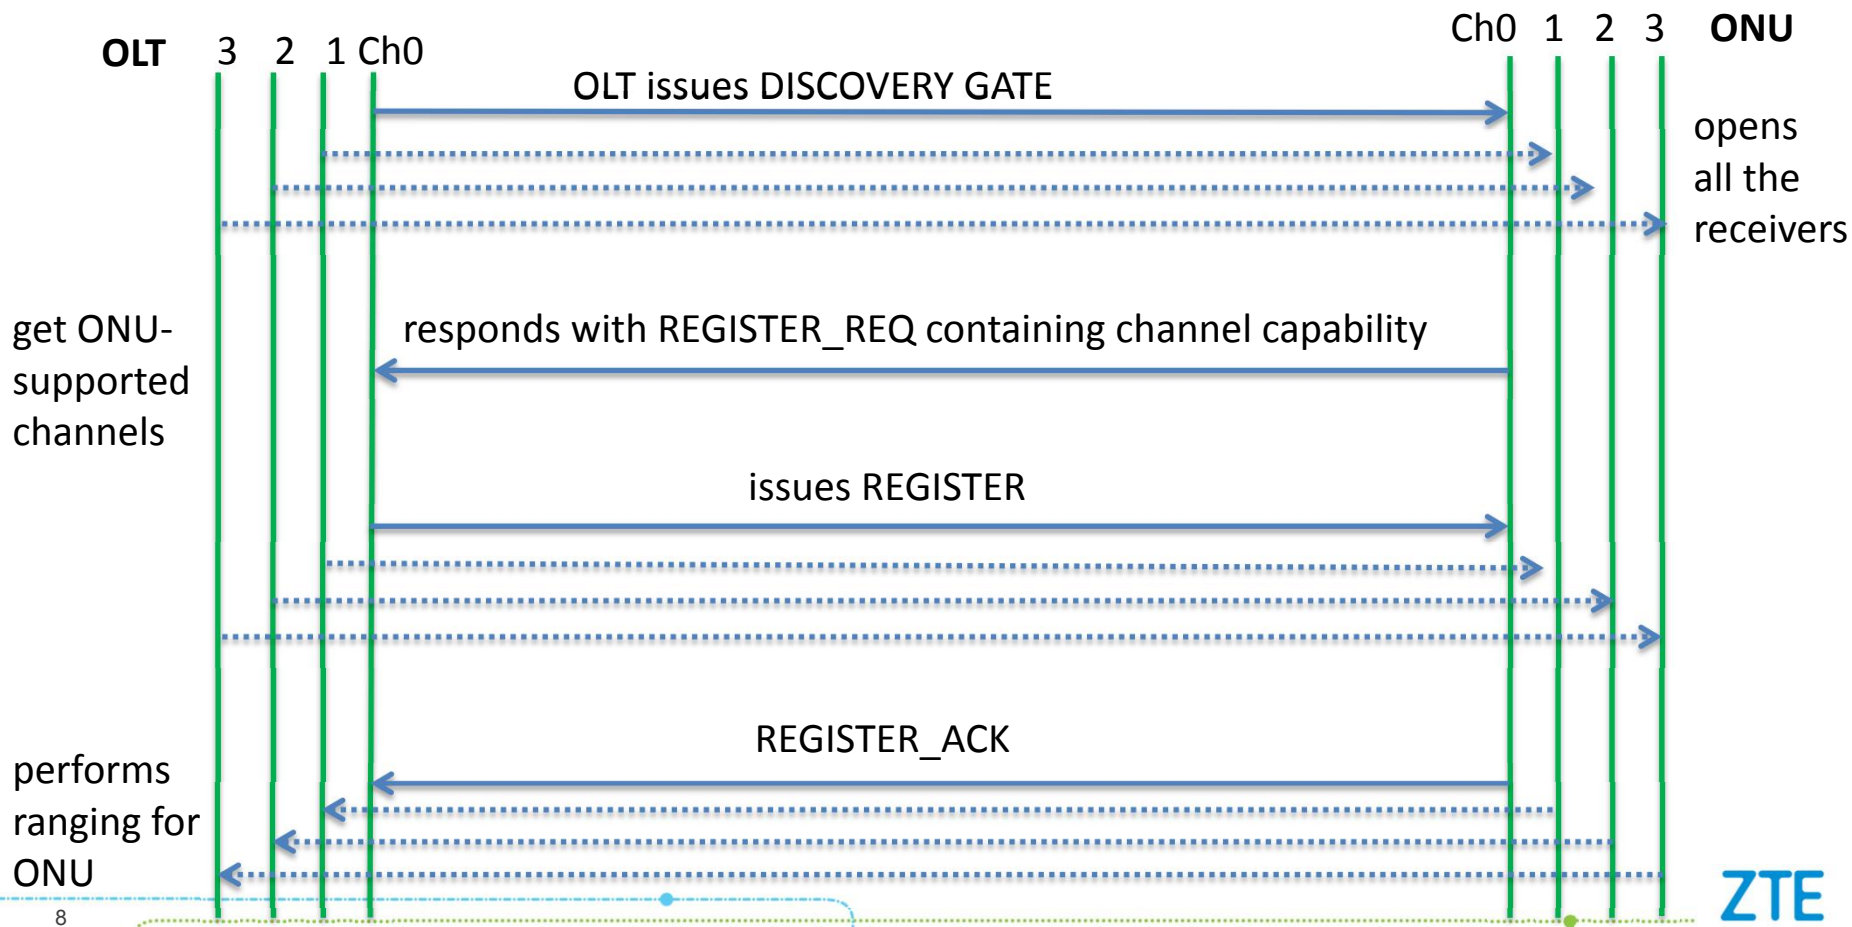 OLT 3 2 1 Ch0
Ch0 1 2 3 ONU
OLT issues DISCOVERY GATE
opens
all the
receivers
get ONU-
supported
channels
responds with REGISTER_REQ containing channel capability
issues REGISTER
REGISTER_ACK
performs
ranging for
ONU
8
ZTE